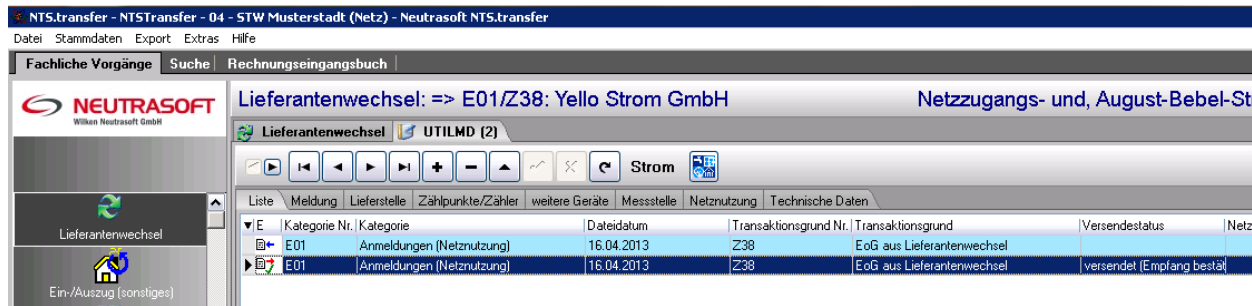 NTS.transfer - NTSTransfer - 04 - STW Musterstadt (Netz) - Neutrasoft NTS.transfer
Datei Stammdaten Export Extras Hilfe
Fachliche Vorgänge Suche Rechnungseingangsbuch
NEUTRASOFT
Wilken Neutrasoft GmbH
Lieferantenwechsel: => E01/Z38: Yello Strom GmbH Netzzugangs- und, August-Bebel-St
Lieferantenwechsel UTILMD (2)
Strom
Liste Meldung Lieferstelle Zählpunkte/Zähler weitere Geräte Messstelle Netznutzung Technische Daten
E Kategorie Nr. Kategorie Dateidatum Transaktionsgrund Nr. Transaktionsgrund Versendestatus Netz
E01 Anmeldungen (Netznutzung) 16.04.2013 Z38 EoG aus Lieferantenwechsel
E01 Anmeldungen (Netznutzung) 16.04.2013 Z38 EoG aus Lieferantenwechsel versendet (Empfang bestät
Lieferantenwechsel
Ein-/Auszug (sonstiges)